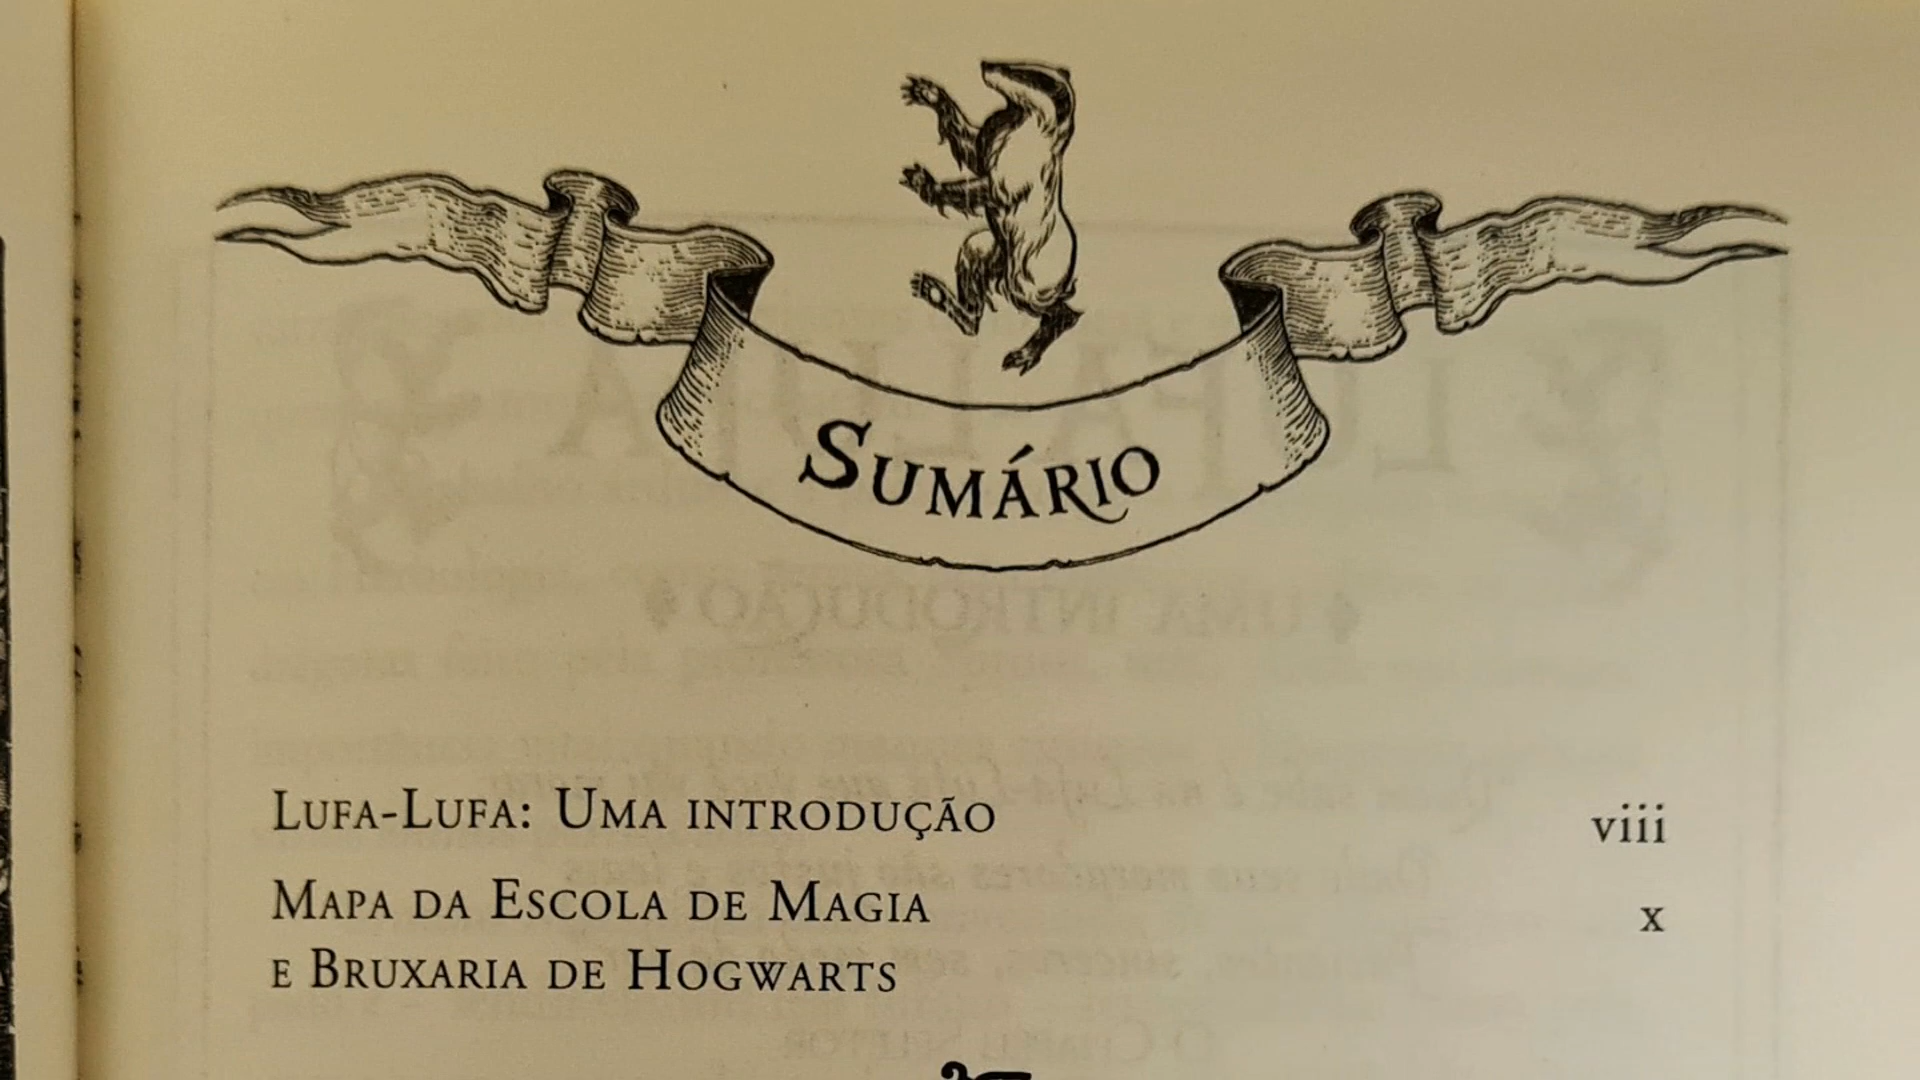 Sumário
Lufa-Lufa: Uma introdução viii
Mapa da Escola de Magia x
e Bruxaria de Hogwarts